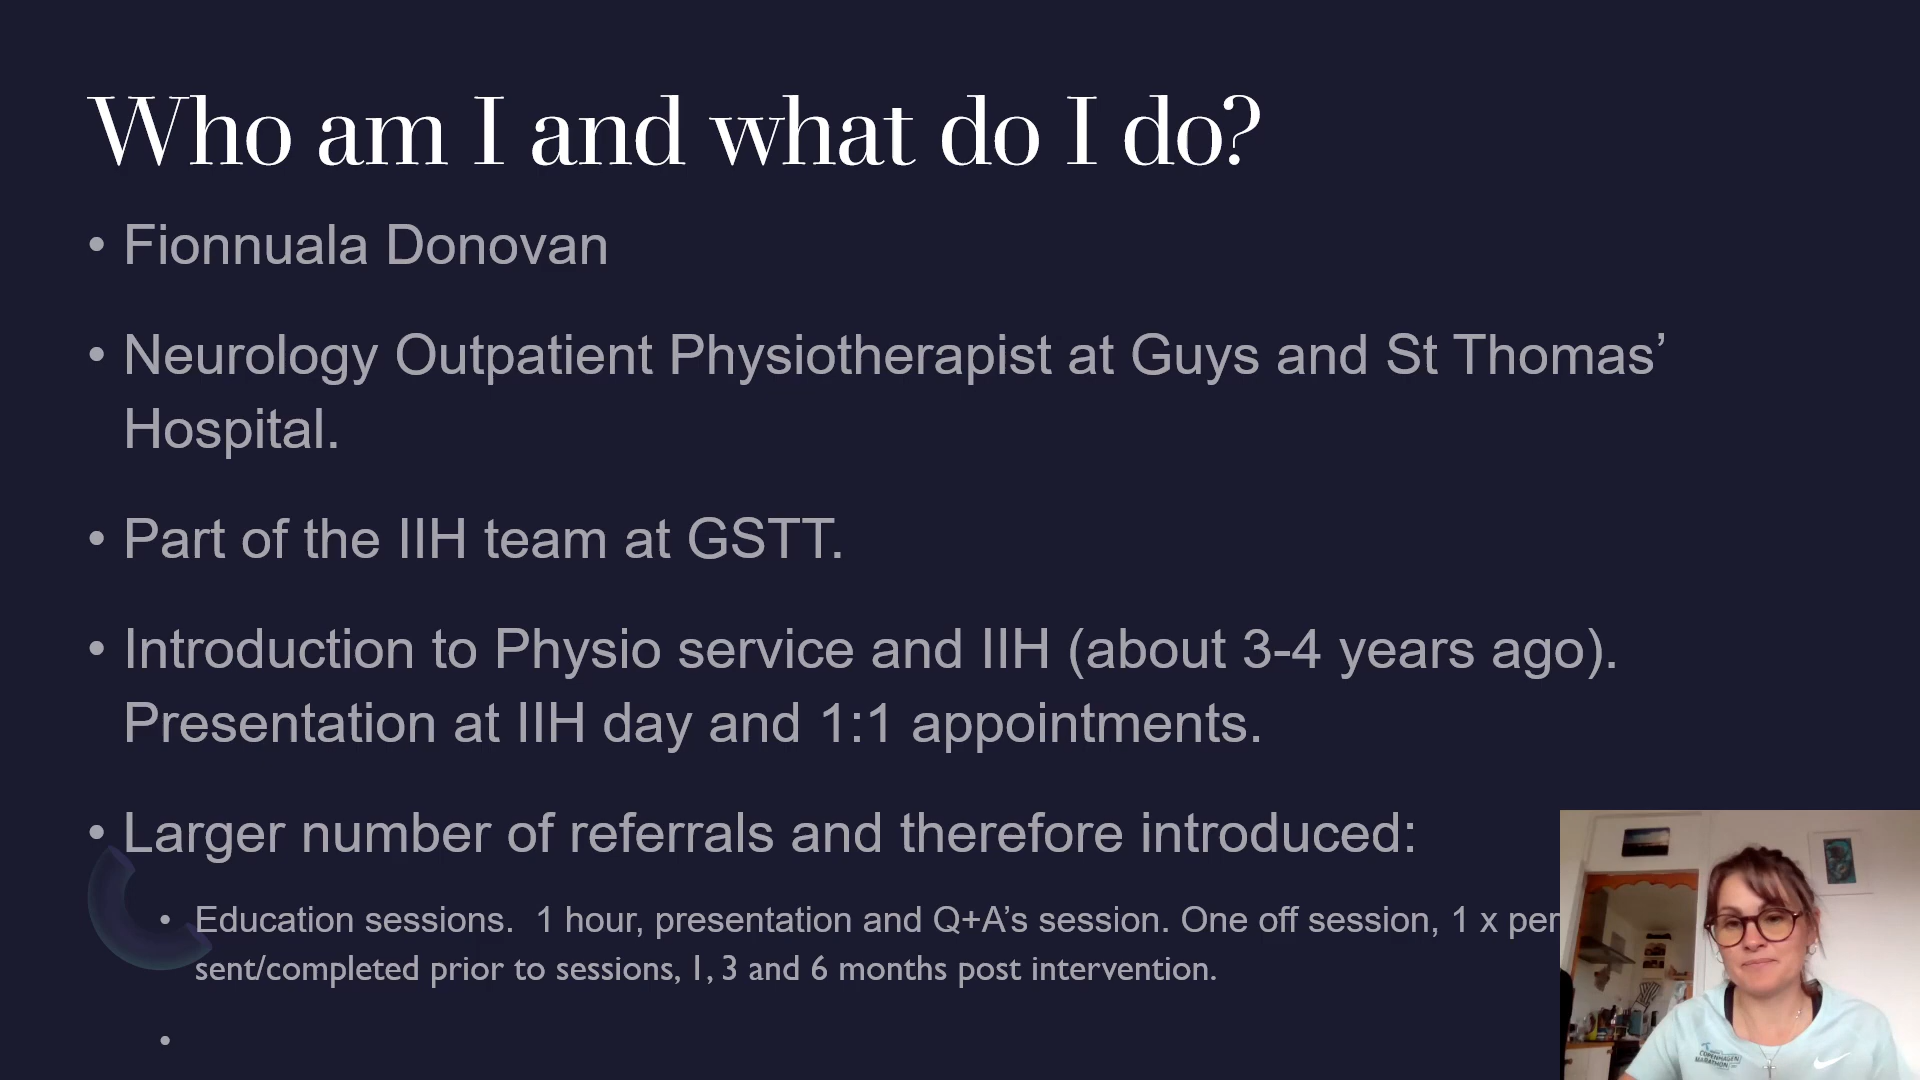 Who am I and what do I do?
• Fionnuala Donovan
• Neurology Outpatient Physiotherapist at Guys and St Thomas’
Hospital.
• Part of the IIH team at GSTT.
• Introduction to Physio service and IIH (about 3-4 years ago).
Presentation at IIH day and 1:1 appointments.
• Larger number of referrals and therefore introduced:
• Education sessions.  1 hour, presentation and Q+A’s session. One off session, 1 x per
sent/completed prior to sessions, 1, 3 and 6 months post intervention.
•
COPENHAGEN
MARATHON